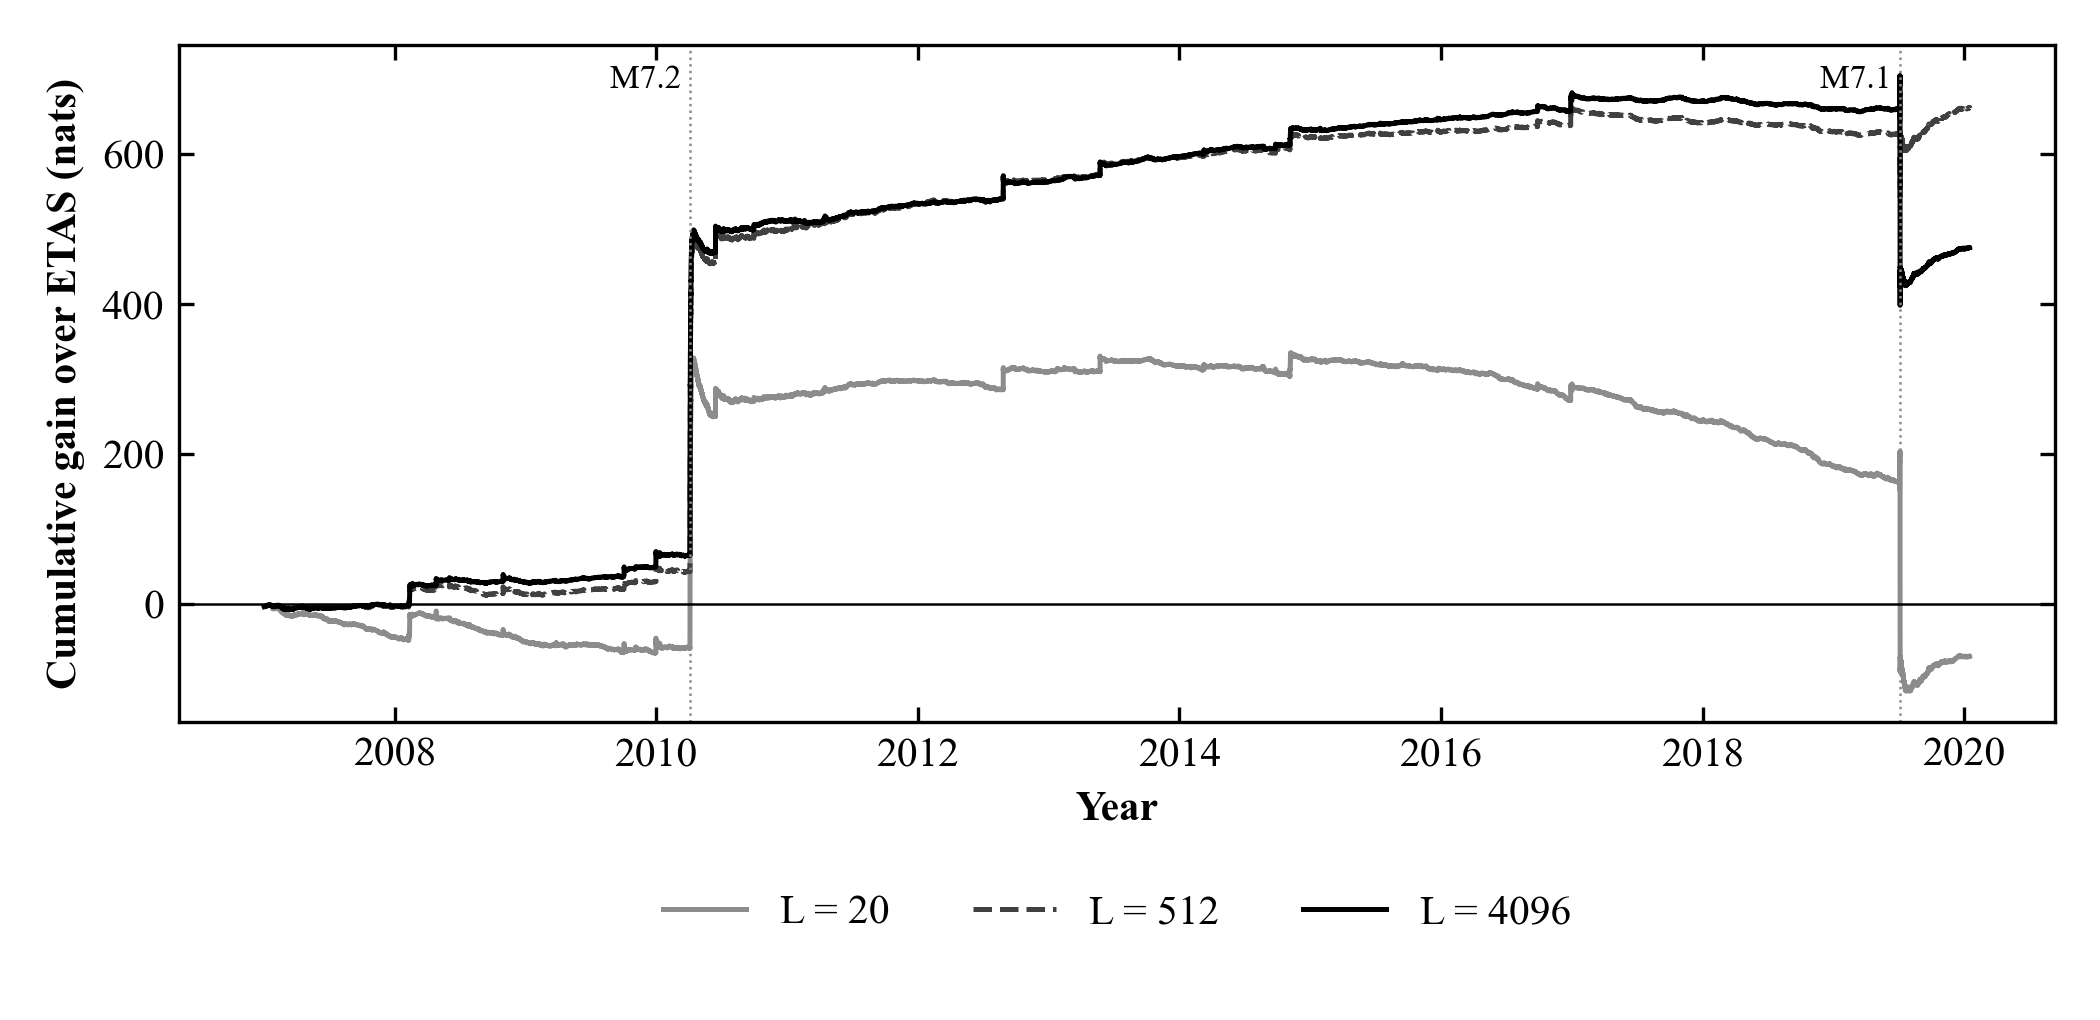 Cumulative gain over ETAS (nats)
600
400
200
0
M7.2
M7.1
2008 2010 2012 2014 2016 2018 2020
Year
L = 20 L = 512 L = 4096